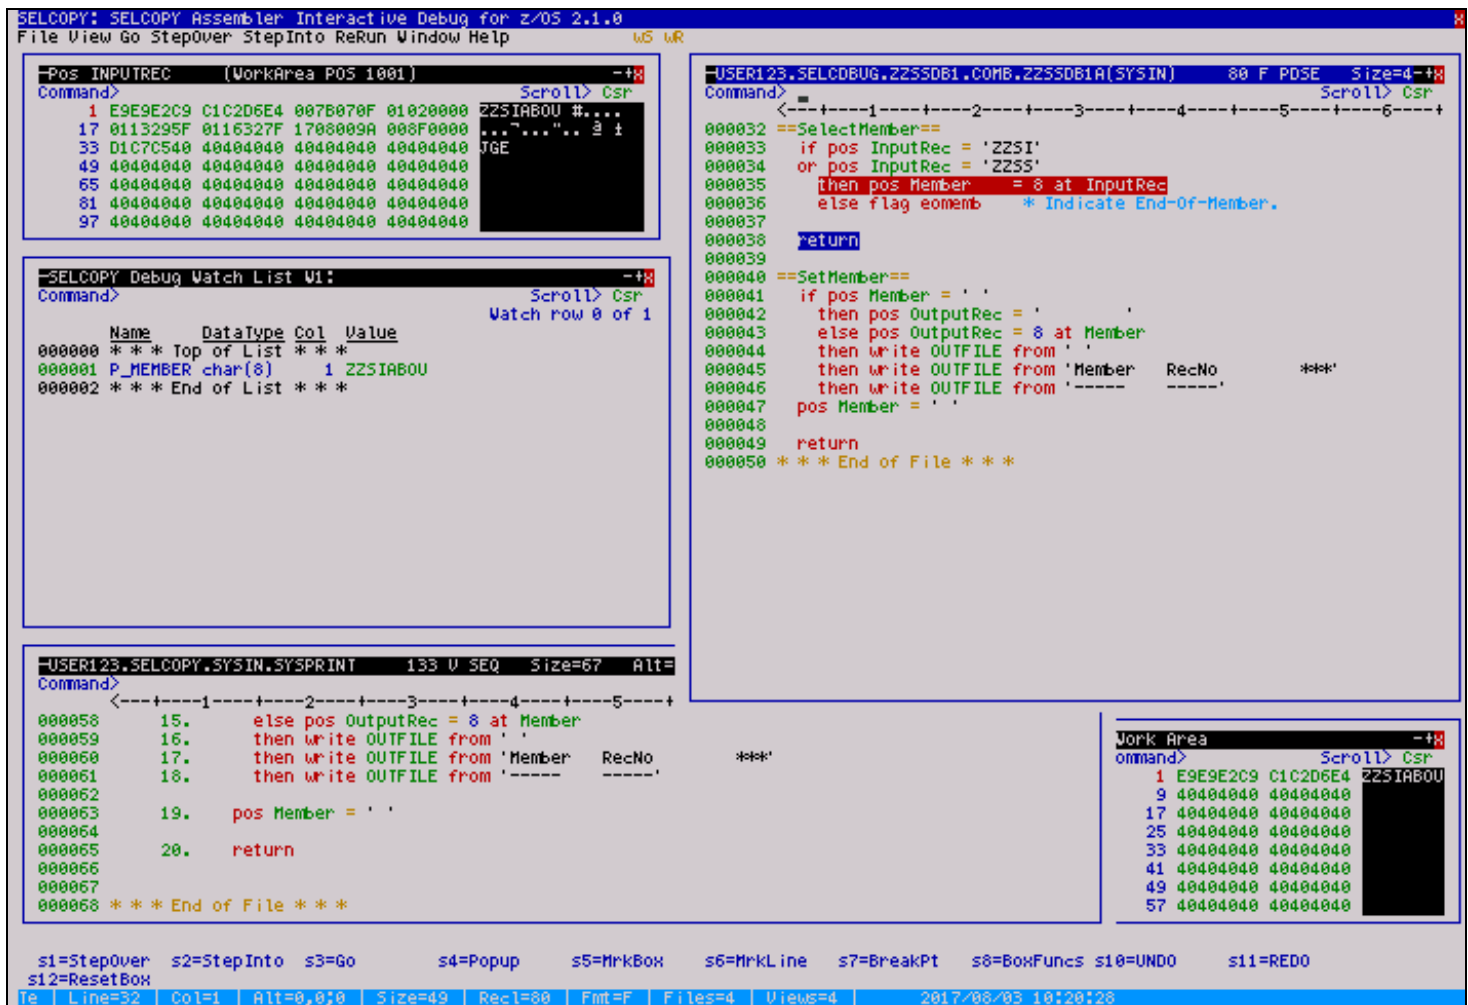 SELCOPY: SELCOPY Assembler Interactive Debug for z/OS 2.1.0 x
File View Go StepOver StepInto ReRun Window Help wS wR
Pos INPUTREC (WorkArea POS 1001) -+x
Command> Scroll> Csr
1 E9E9E2C9 C1C2D6E4 007B070F 01020000 ZZSIABOU #....
17 0113295F 0116327F 1708009A 008F0000 ...¬..."..
33 D1C7C540 40404040 40404040 40404040 JGE
49 40404040 40404040 40404040 40404040
65 40404040 40404040 40404040 40404040
81 40404040 40404040 40404040 40404040
97 40404040 40404040 40404040 40404040
SELCOPY Debug Watch List W1: -+x
Command> Scroll> Csr
Watch row 0 of 1
Name DataType Col Value
000000 * * * Top of List * * *
000001 P_MEMBER char(8) 1 ZZSIABOU
000002 * * * End of List * * *
USER123.SELCDBUG.ZZSSDB1.COMB.ZZSSDB1A(SYSIN) 80 F PDSE Size=4-+x
Command> Scroll> Csr
<---+----1----+----2----+----3----+----4----+----5----+----6----+
000032 ==SelectMember==
000033 if pos InputRec = 'ZZSI'
000034 or pos InputRec = 'ZZSS'
000035 then pos Member = 8 at InputRec
000036 else flag eomemb * Indicate End-Of-Member.
000037
000038 return
000039
000040 ==SetMember==
000041 if pos Member = ' '
000042 then pos OutputRec = ' '
000043 else pos OutputRec = 8 at Member
000044 then write OUTFILE from ' '
000045 then write OUTFILE from 'Member RecNo ***'
000046 then write OUTFILE from '----- -----'
000047 pos Member = ' '
000048
000049 return
000050 * * * End of File * * *
USER123.SELCOPY.SYSIN.SYSPRINT 133 V SEQ Size=67 Alt=
Command>
<---+----1----+----2----+----3----+----4----+----5----+
000058 15. else pos OutputRec = 8 at Member
000059 16. then write OUTFILE from ' '
000060 17. then write OUTFILE from 'Member RecNo ***'
000061 18. then write OUTFILE from '----- -----'
000062
000063 19. pos Member = ' '
000064
000065 20. return
000066
000067
000068 * * * End of File * * *
Work Area -+x
ommand> Scroll> Csr
1 E9E9E2C9 C1C2D6E4 ZZSIABOU
9 40404040 40404040
17 40404040 40404040
25 40404040 40404040
33 40404040 40404040
41 40404040 40404040
49 40404040 40404040
57 40404040 40404040
s1=StepOver s2=StepInto s3=Go s4=Popup s5=MrkBox s6=MrkLine s7=BreakPt s8=BoxFuncs s10=UNDO s11=REDO
s12=ResetBox
Te | Line=32 | Col=1 | Alt=0,0;0 | Size=49 | Recl=80 | Fmt=F | Files=4 | Views=4 | 2017/08/03 10:20:28